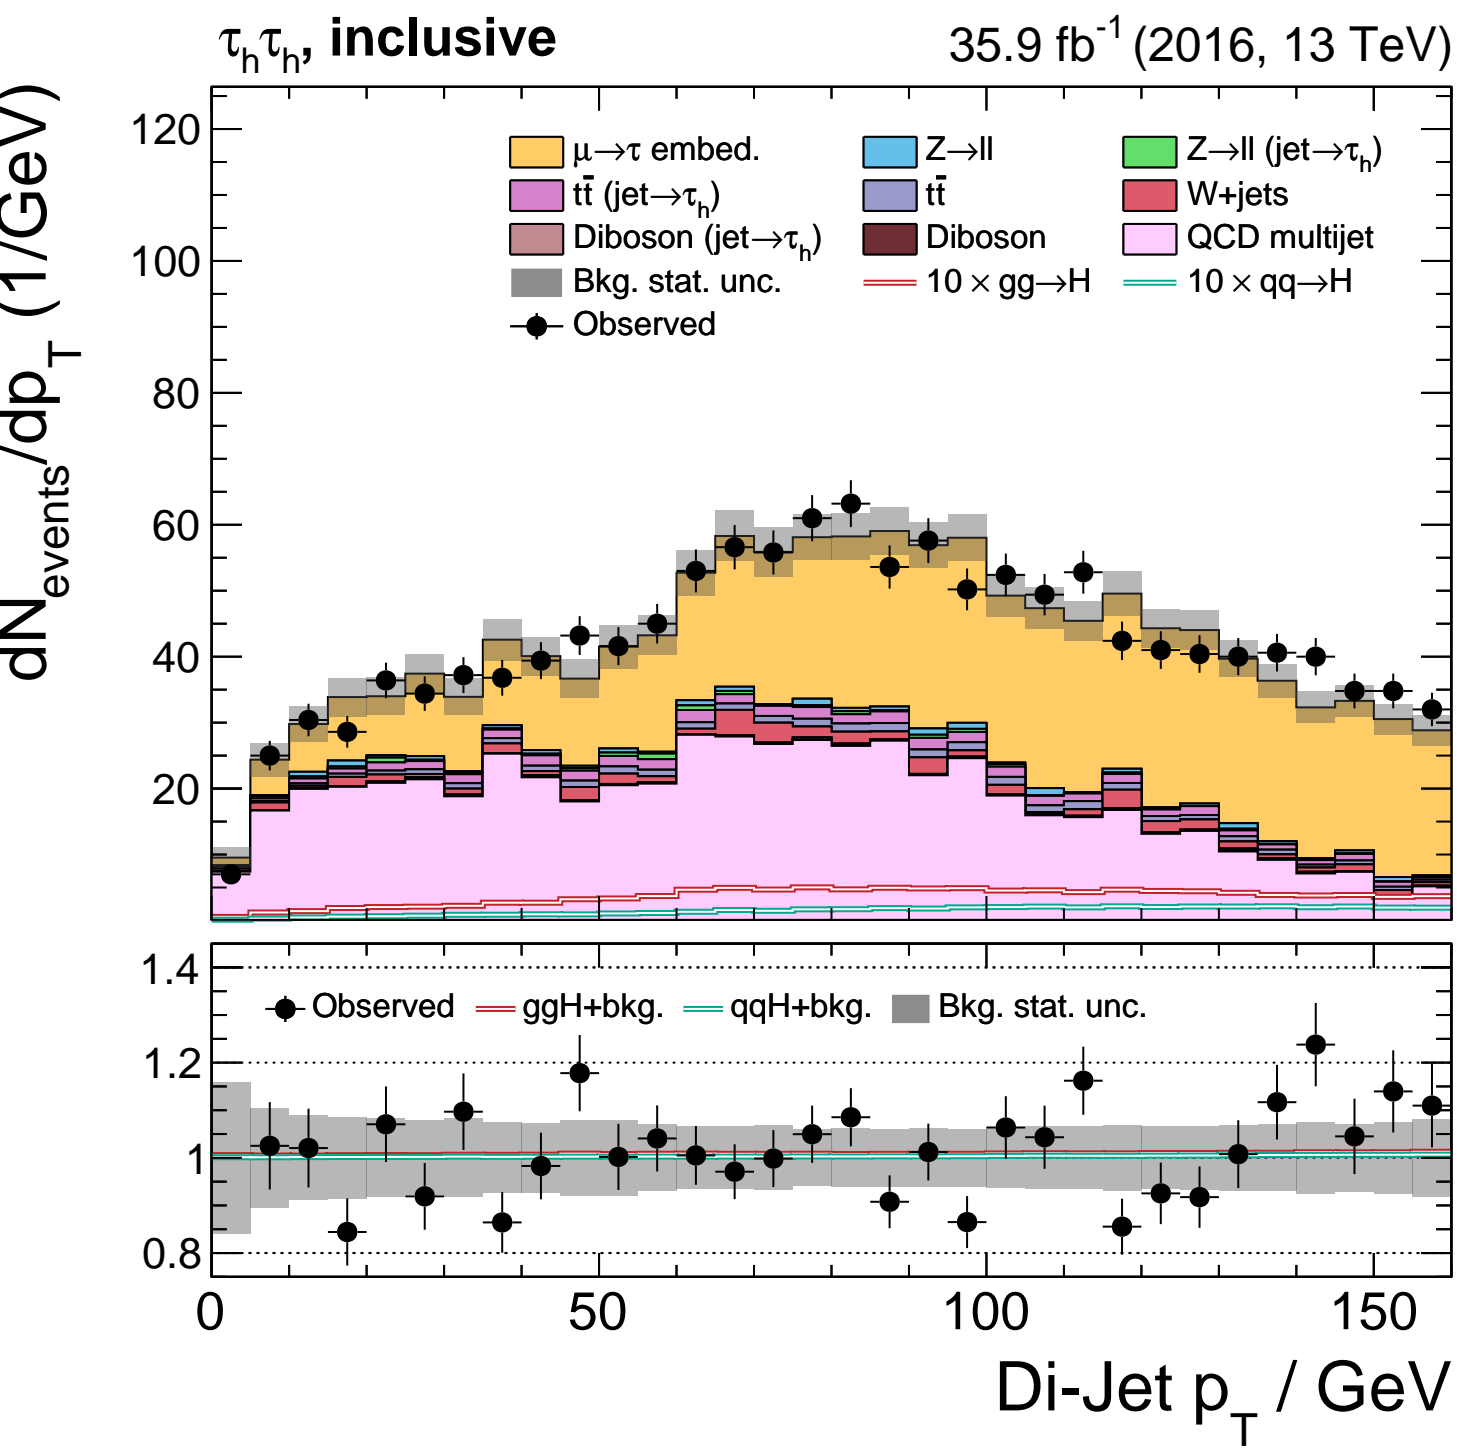 τhτh, inclusive
35.9 fb-1 (2016, 13 TeV)
dNevents/dpT (1/GeV)
120
100
80
60
40
20
μ→τ embed.
Z→ll
Z→ll (jet→τh)
tt̄ (jet→τh)
tt̄
W+jets
Diboson (jet→τh)
Diboson
QCD multijet
Bkg. stat. unc.
10 × gg→H
10 × qq→H
Observed
1.4
1.2
1
0.8
Observed
ggH+bkg.
qqH+bkg.
Bkg. stat. unc.
0
50
100
150
Di-Jet pT / GeV